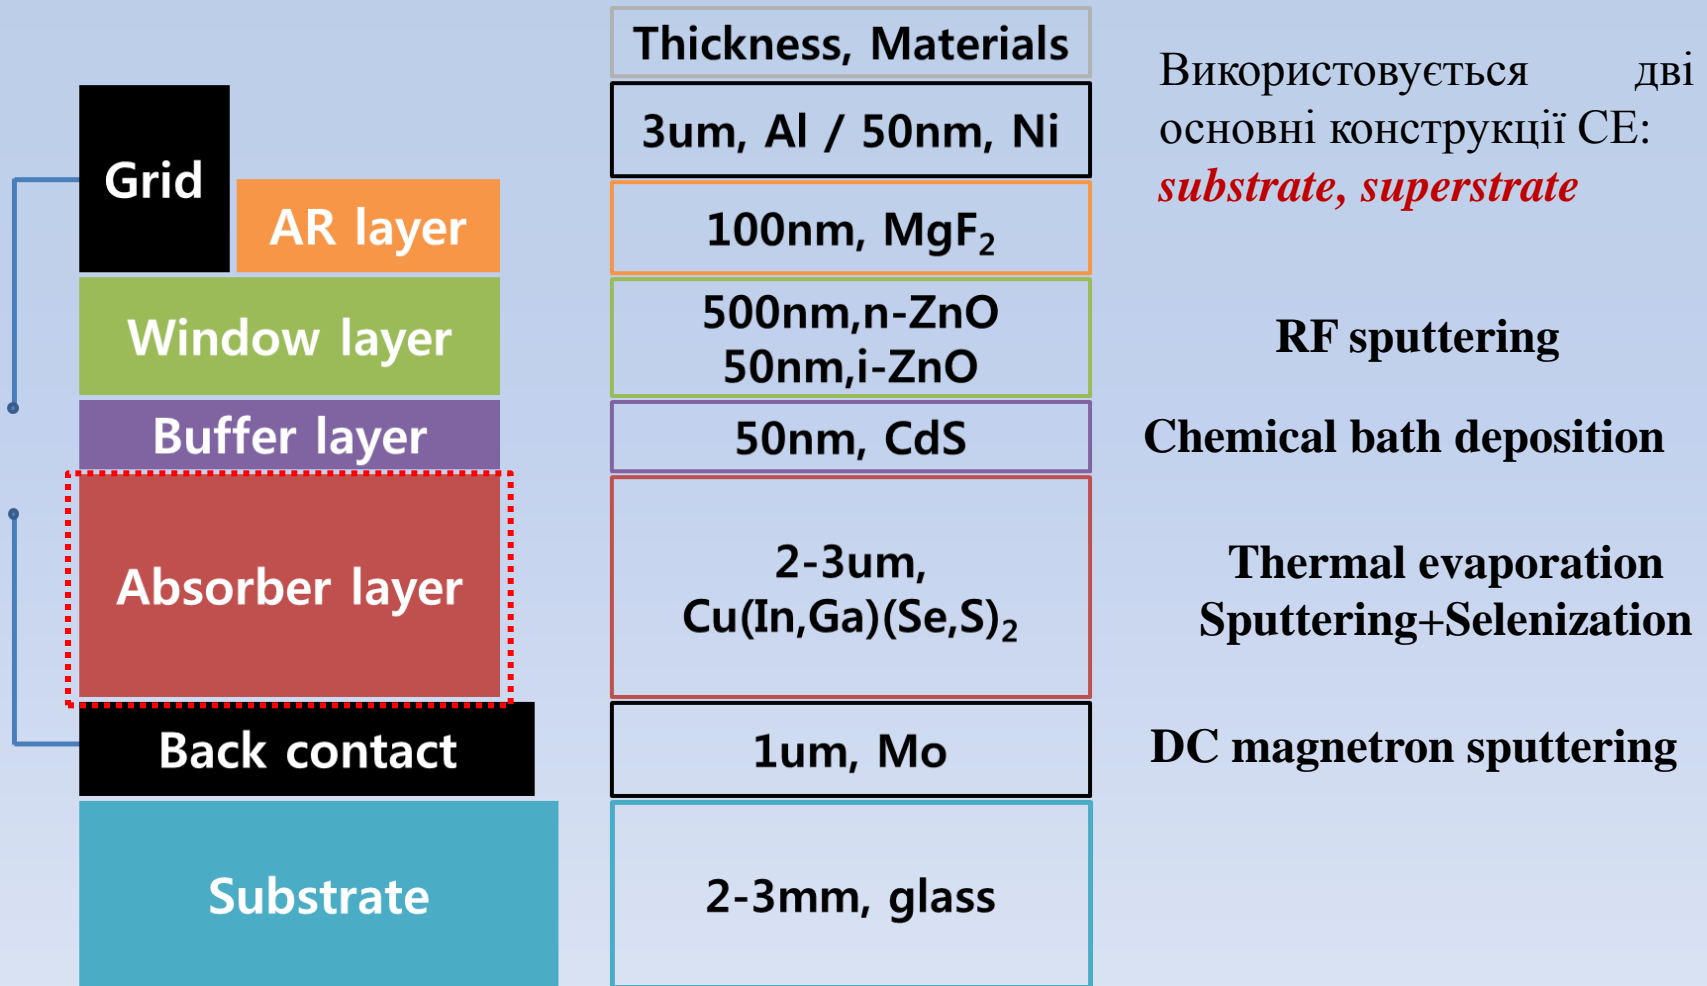 Thickness, Materials
Використовується дві
основні конструкції СЕ:
substrate, superstrate
Grid
3um, Al / 50nm, Ni
AR layer
100nm, MgF₂
Window layer
500nm,n-ZnO
50nm,i-ZnO
RF sputtering
Buffer layer
50nm, CdS
Chemical bath deposition
Absorber layer
2-3um,
Cu(In,Ga)(Se,S)₂
Thermal evaporation
Sputtering+Selenization
Back contact
1um, Mo
DC magnetron sputtering
Substrate
2-3mm, glass